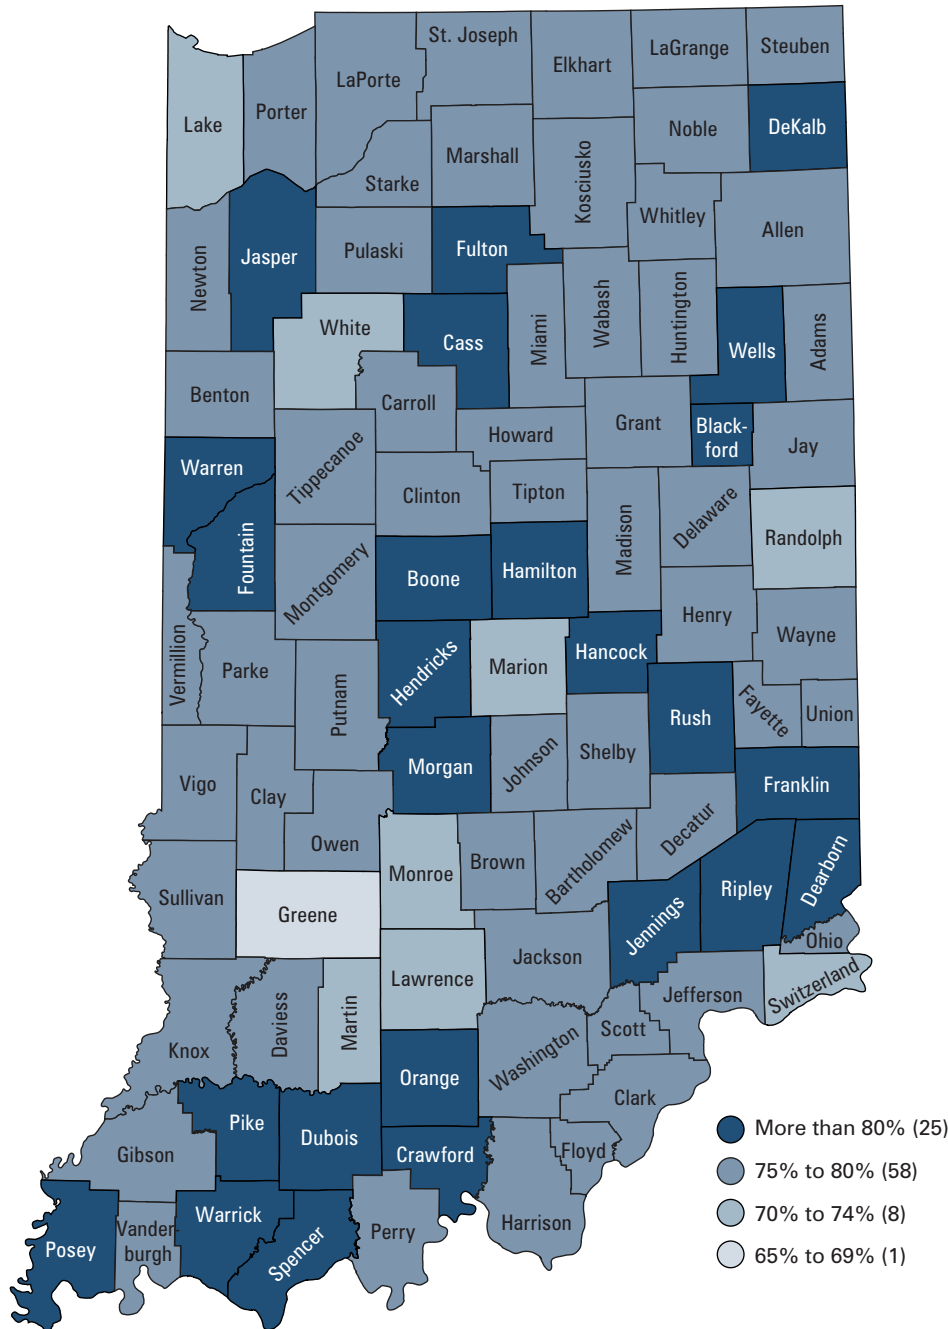 St. Joseph
LaGrange
Steuben
Elkhart
LaPorte
Porter
Lake
Noble
DeKalb
Marshall
Kosciusko
Starke
Whitley
Allen
Newton
Jasper
Pulaski
Fulton
White
Cass
Miami
Wabash
Huntington
Wells
Adams
Benton
Carroll
Howard
Grant
Black-
ford
Jay
Warren
Tippecanoe
Clinton
Tipton
Madison
Delaware
Randolph
Fountain
Montgomery
Boone
Hamilton
Henry
Wayne
Vermillion
Parke
Putnam
Hendricks
Marion
Hancock
Rush
Fayette
Union
Vigo
Clay
Morgan
Johnson
Shelby
Franklin
Owen
Monroe
Brown
Bartholomew
Decatur
Sullivan
Greene
Jennings
Ripley
Dearborn
Ohio
Lawrence
Jackson
Jefferson
Switzerland
Knox
Daviess
Martin
Orange
Washington
Scott
Clark
Pike
Dubois
Crawford
Floyd
Harrison
Gibson
Posey
Vander-
burgh
Warrick
Spencer
Perry
More than 80% (25)
75% to 80% (58)
70% to 74% (8)
65% to 69% (1)